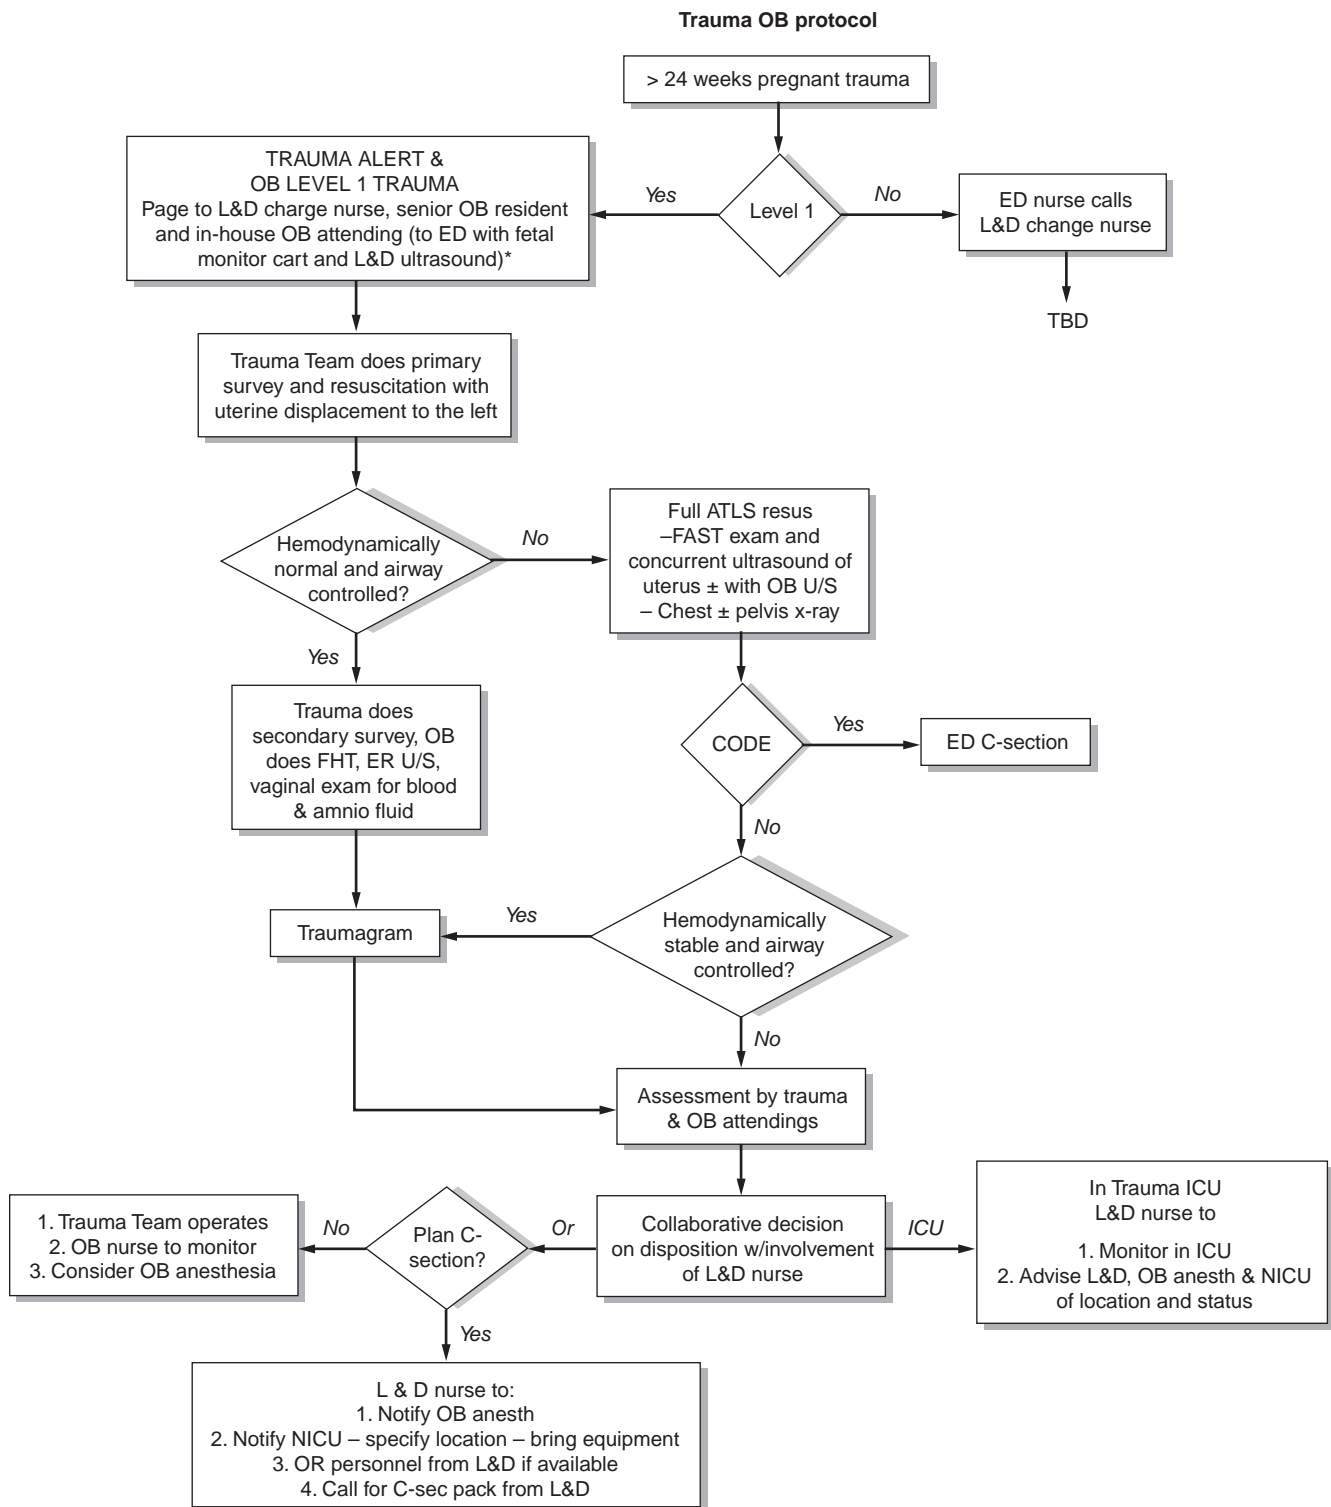 Trauma OB protocol
> 24 weeks pregnant trauma
Level 1
Yes
No
TRAUMA ALERT &
OB LEVEL 1 TRAUMA
Page to L&D charge nurse, senior OB resident
and in-house OB attending (to ED with fetal
monitor cart and L&D ultrasound)*
ED nurse calls
L&D change nurse
TBD
Trauma Team does primary
survey and resuscitation with
uterine displacement to the left
Hemodynamically
normal and airway
controlled?
No
Full ATLS resus
–FAST exam and
concurrent ultrasound of
uterus ± with OB U/S
– Chest ± pelvis x-ray
Yes
Trauma does
secondary survey, OB
does FHT, ER U/S,
vaginal exam for blood
& amnio fluid
CODE
Yes
ED C-section
No
Hemodynamically
stable and airway
controlled?
Yes
Traumagram
No
Assessment by trauma
& OB attendings
Collaborative decision
on disposition w/involvement
of L&D nurse
ICU
In Trauma ICU
L&D nurse to
1. Monitor in ICU
2. Advise L&D, OB anesth & NICU
of location and status
Or
Plan C-
section?
No
1. Trauma Team operates
2. OB nurse to monitor
3. Consider OB anesthesia
Yes
L & D nurse to:
1. Notify OB anesth
2. Notify NICU – specify location – bring equipment
3. OR personnel from L&D if available
4. Call for C-sec pack from L&D